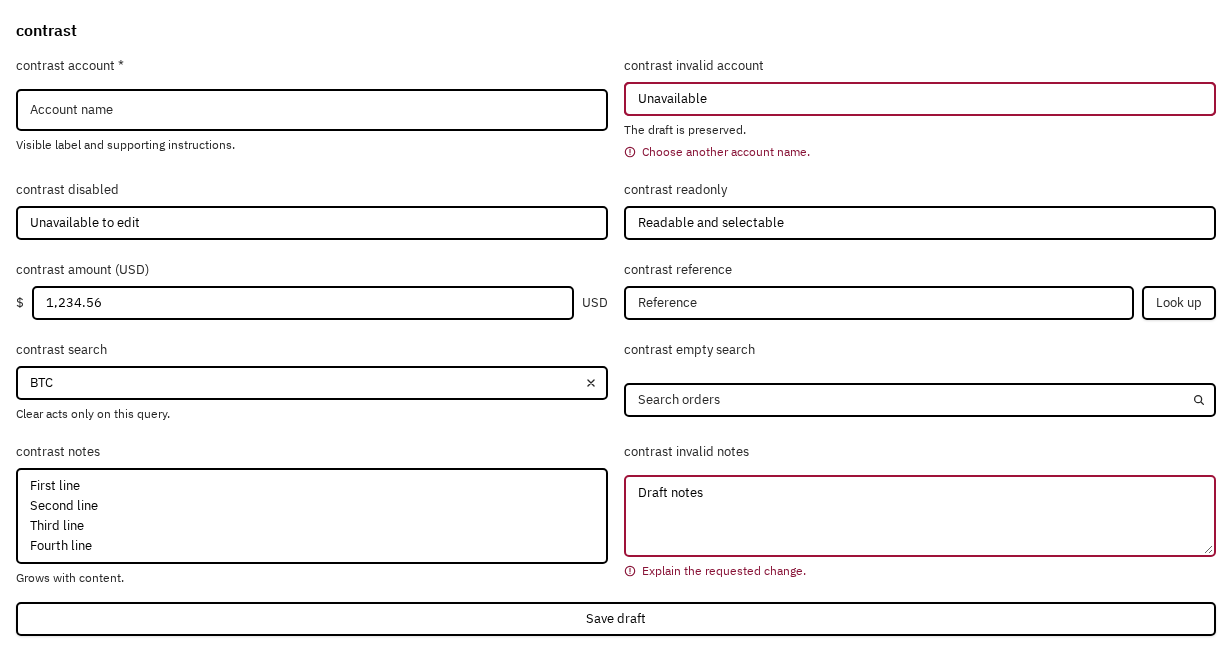 contrast
contrast account *
Account name
Visible label and supporting instructions.
contrast invalid account
Unavailable
The draft is preserved.
Choose another account name.
contrast disabled
Unavailable to edit
contrast readonly
Readable and selectable
contrast amount (USD)
$ 1,234.56 USD
contrast reference
Reference
Look up
contrast search
BTC
Clear acts only on this query.
contrast empty search
Search orders
contrast notes
First line
Second line
Third line
Fourth line
Grows with content.
contrast invalid notes
Draft notes
Explain the requested change.
Save draft